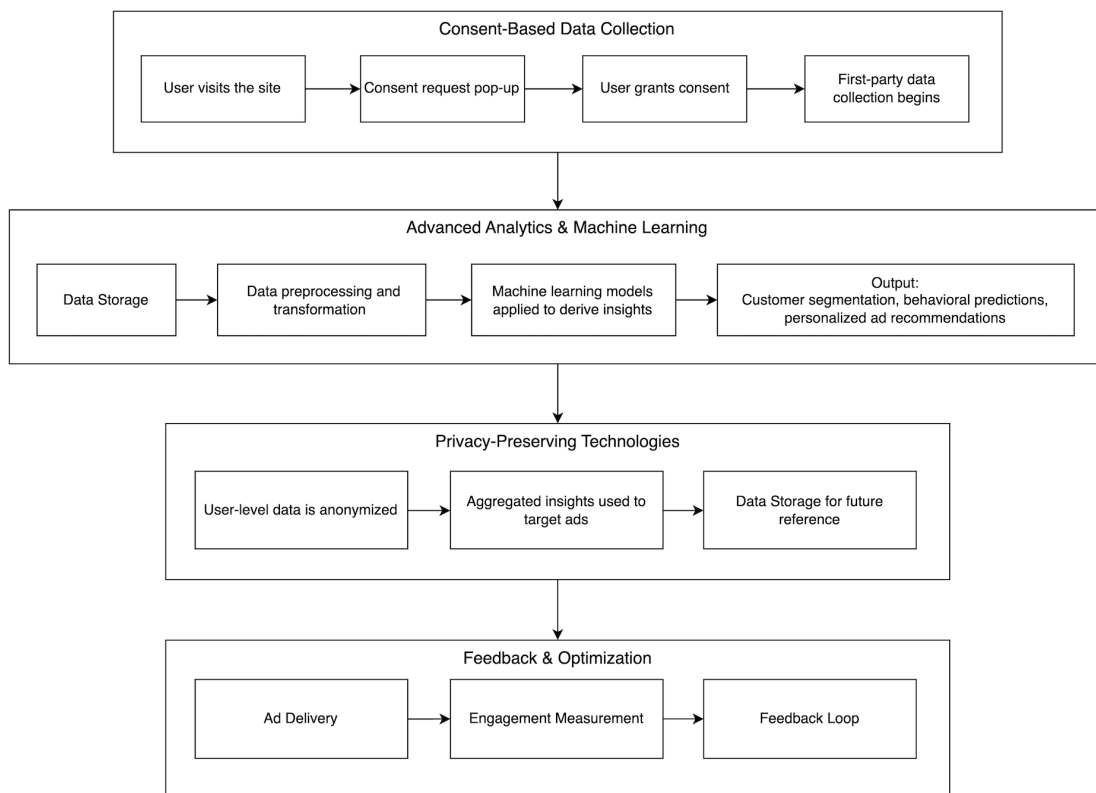 Consent-Based Data Collection
User visits the site
Consent request pop-up
User grants consent
First-party data
collection begins
Advanced Analytics & Machine Learning
Data Storage
Data preprocessing and
transformation
Machine learning models
applied to derive insights
Output:
Customer segmentation, behavioral predictions,
personalized ad recommendations
Privacy-Preserving Technologies
User-level data is anonymized
Aggregated insights used to
target ads
Data Storage for future
reference
Feedback & Optimization
Ad Delivery
Engagement Measurement
Feedback Loop